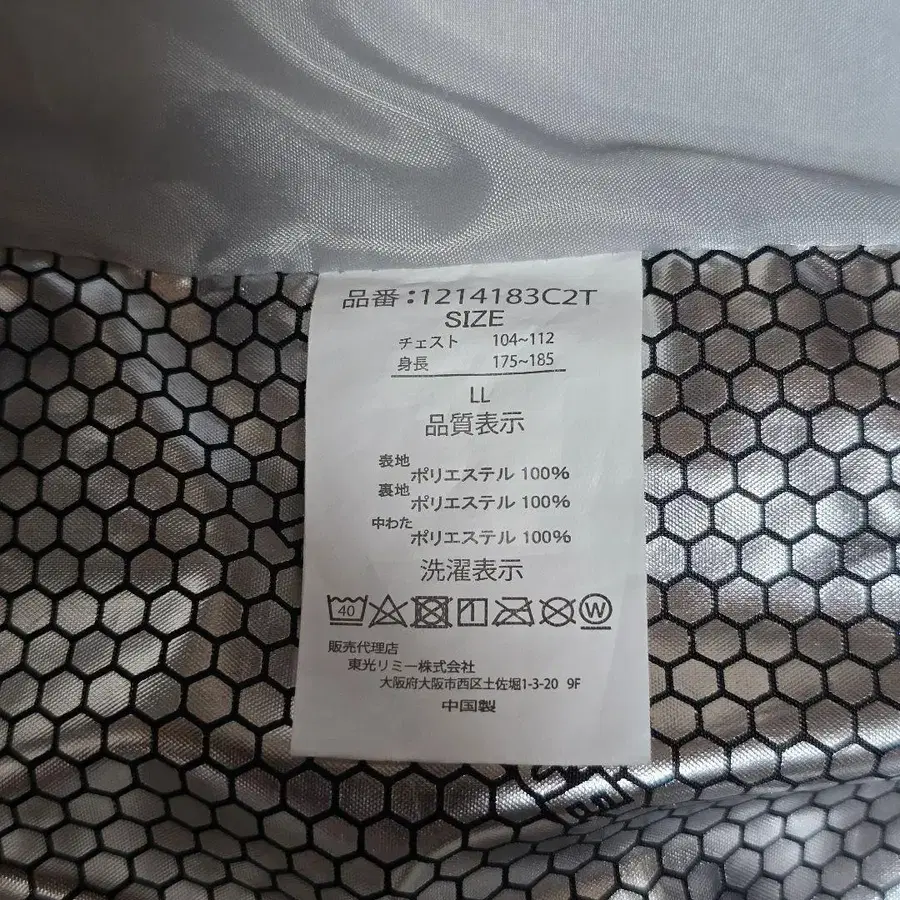 品番:1214183C2T
SIZE
チェスト 104~112
身長 175~185
LL
品質表示
表地 ポリエステル 100%
裏地 ポリエステル 100%
中わた ポリエステル 100%
洗濯表示
40 W
販売代理店
東光リミー株式会社
大阪府大阪市西区土佐堀1-3-20 9F
中国製